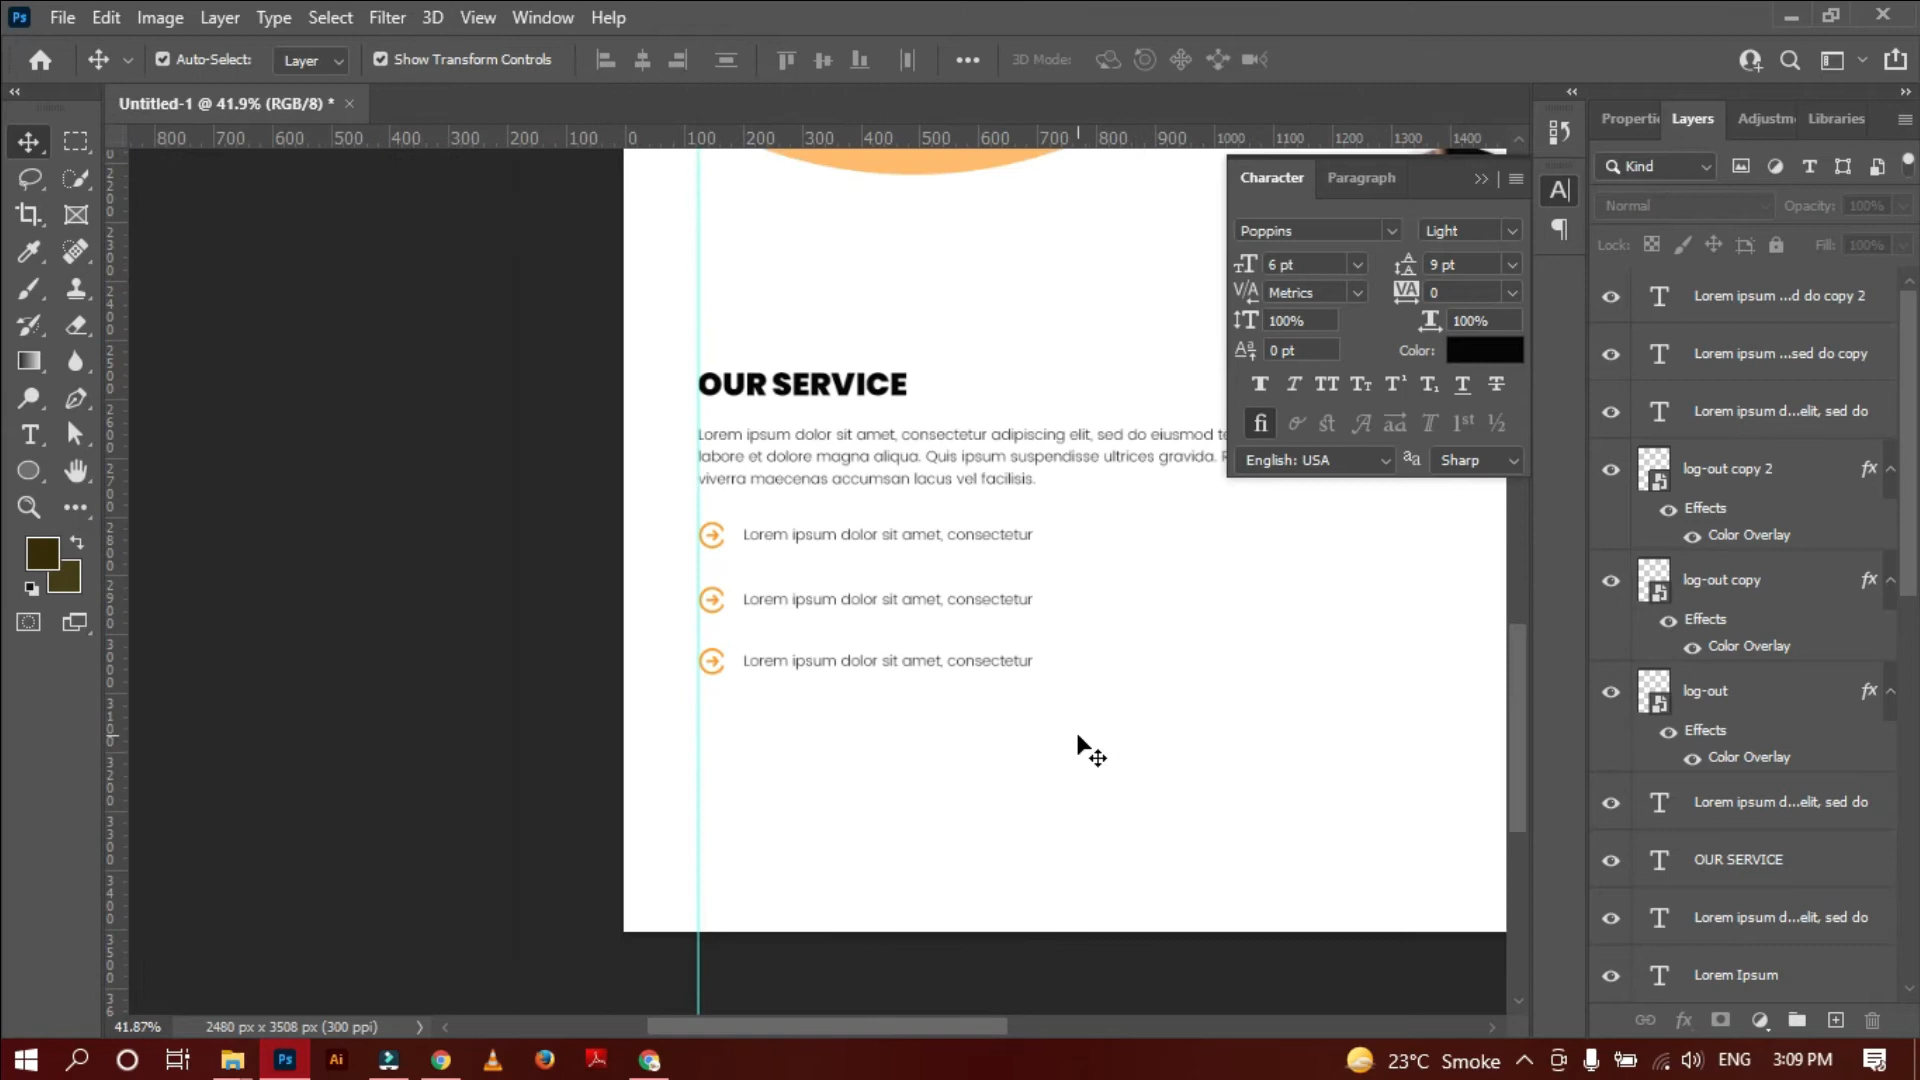 Ps File Edit Image Layer Type Select Filter 3D View Window Help
Auto-Select: Layer Show Transform Controls 3D Mode:
Untitled-1 @ 41.9% (RGB/8) *
800 700 600 500 400 300 200 100 0 100 200 300 400 500 600 700 800 900 1000 1100 1200 1300 1400
Layers Libraries
Character Paragraph
Kind
Poppins Light
Normal Opacity: 100%
6 pt 9 pt
Lock: Fill: 100%
Metrics 0
100% 100%
0 pt Color:
English: USA Sharp
OUR SERVICE
Lorem ipsum dolor sit amet, consectetur adipiscing elit, sed do eiusmod
labore et dolore magna aliqua. Quis ipsum suspendisse ultrices gravida.
viverra maecenas accumsan lacus vel facilisis.
Lorem ipsum dolor sit amet, consectetur
Lorem ipsum dolor sit amet, consectetur
Lorem ipsum dolor sit amet, consectetur
Lorem ipsum ...d do copy 2
Lorem ipsum ...sed do copy
Lorem ipsum d...elit, sed do
log-out copy 2 fx
Effects
Color Overlay
log-out copy fx
Effects
Color Overlay
log-out fx
Effects
Color Overlay
Lorem ipsum d...elit, sed do
OUR SERVICE
Lorem ipsum d...elit, sed do
Lorem Ipsum
41.87% 2480 px x 3508 px (300 ppi)
Ps Ai 23°C Smoke ENG 3:09 PM